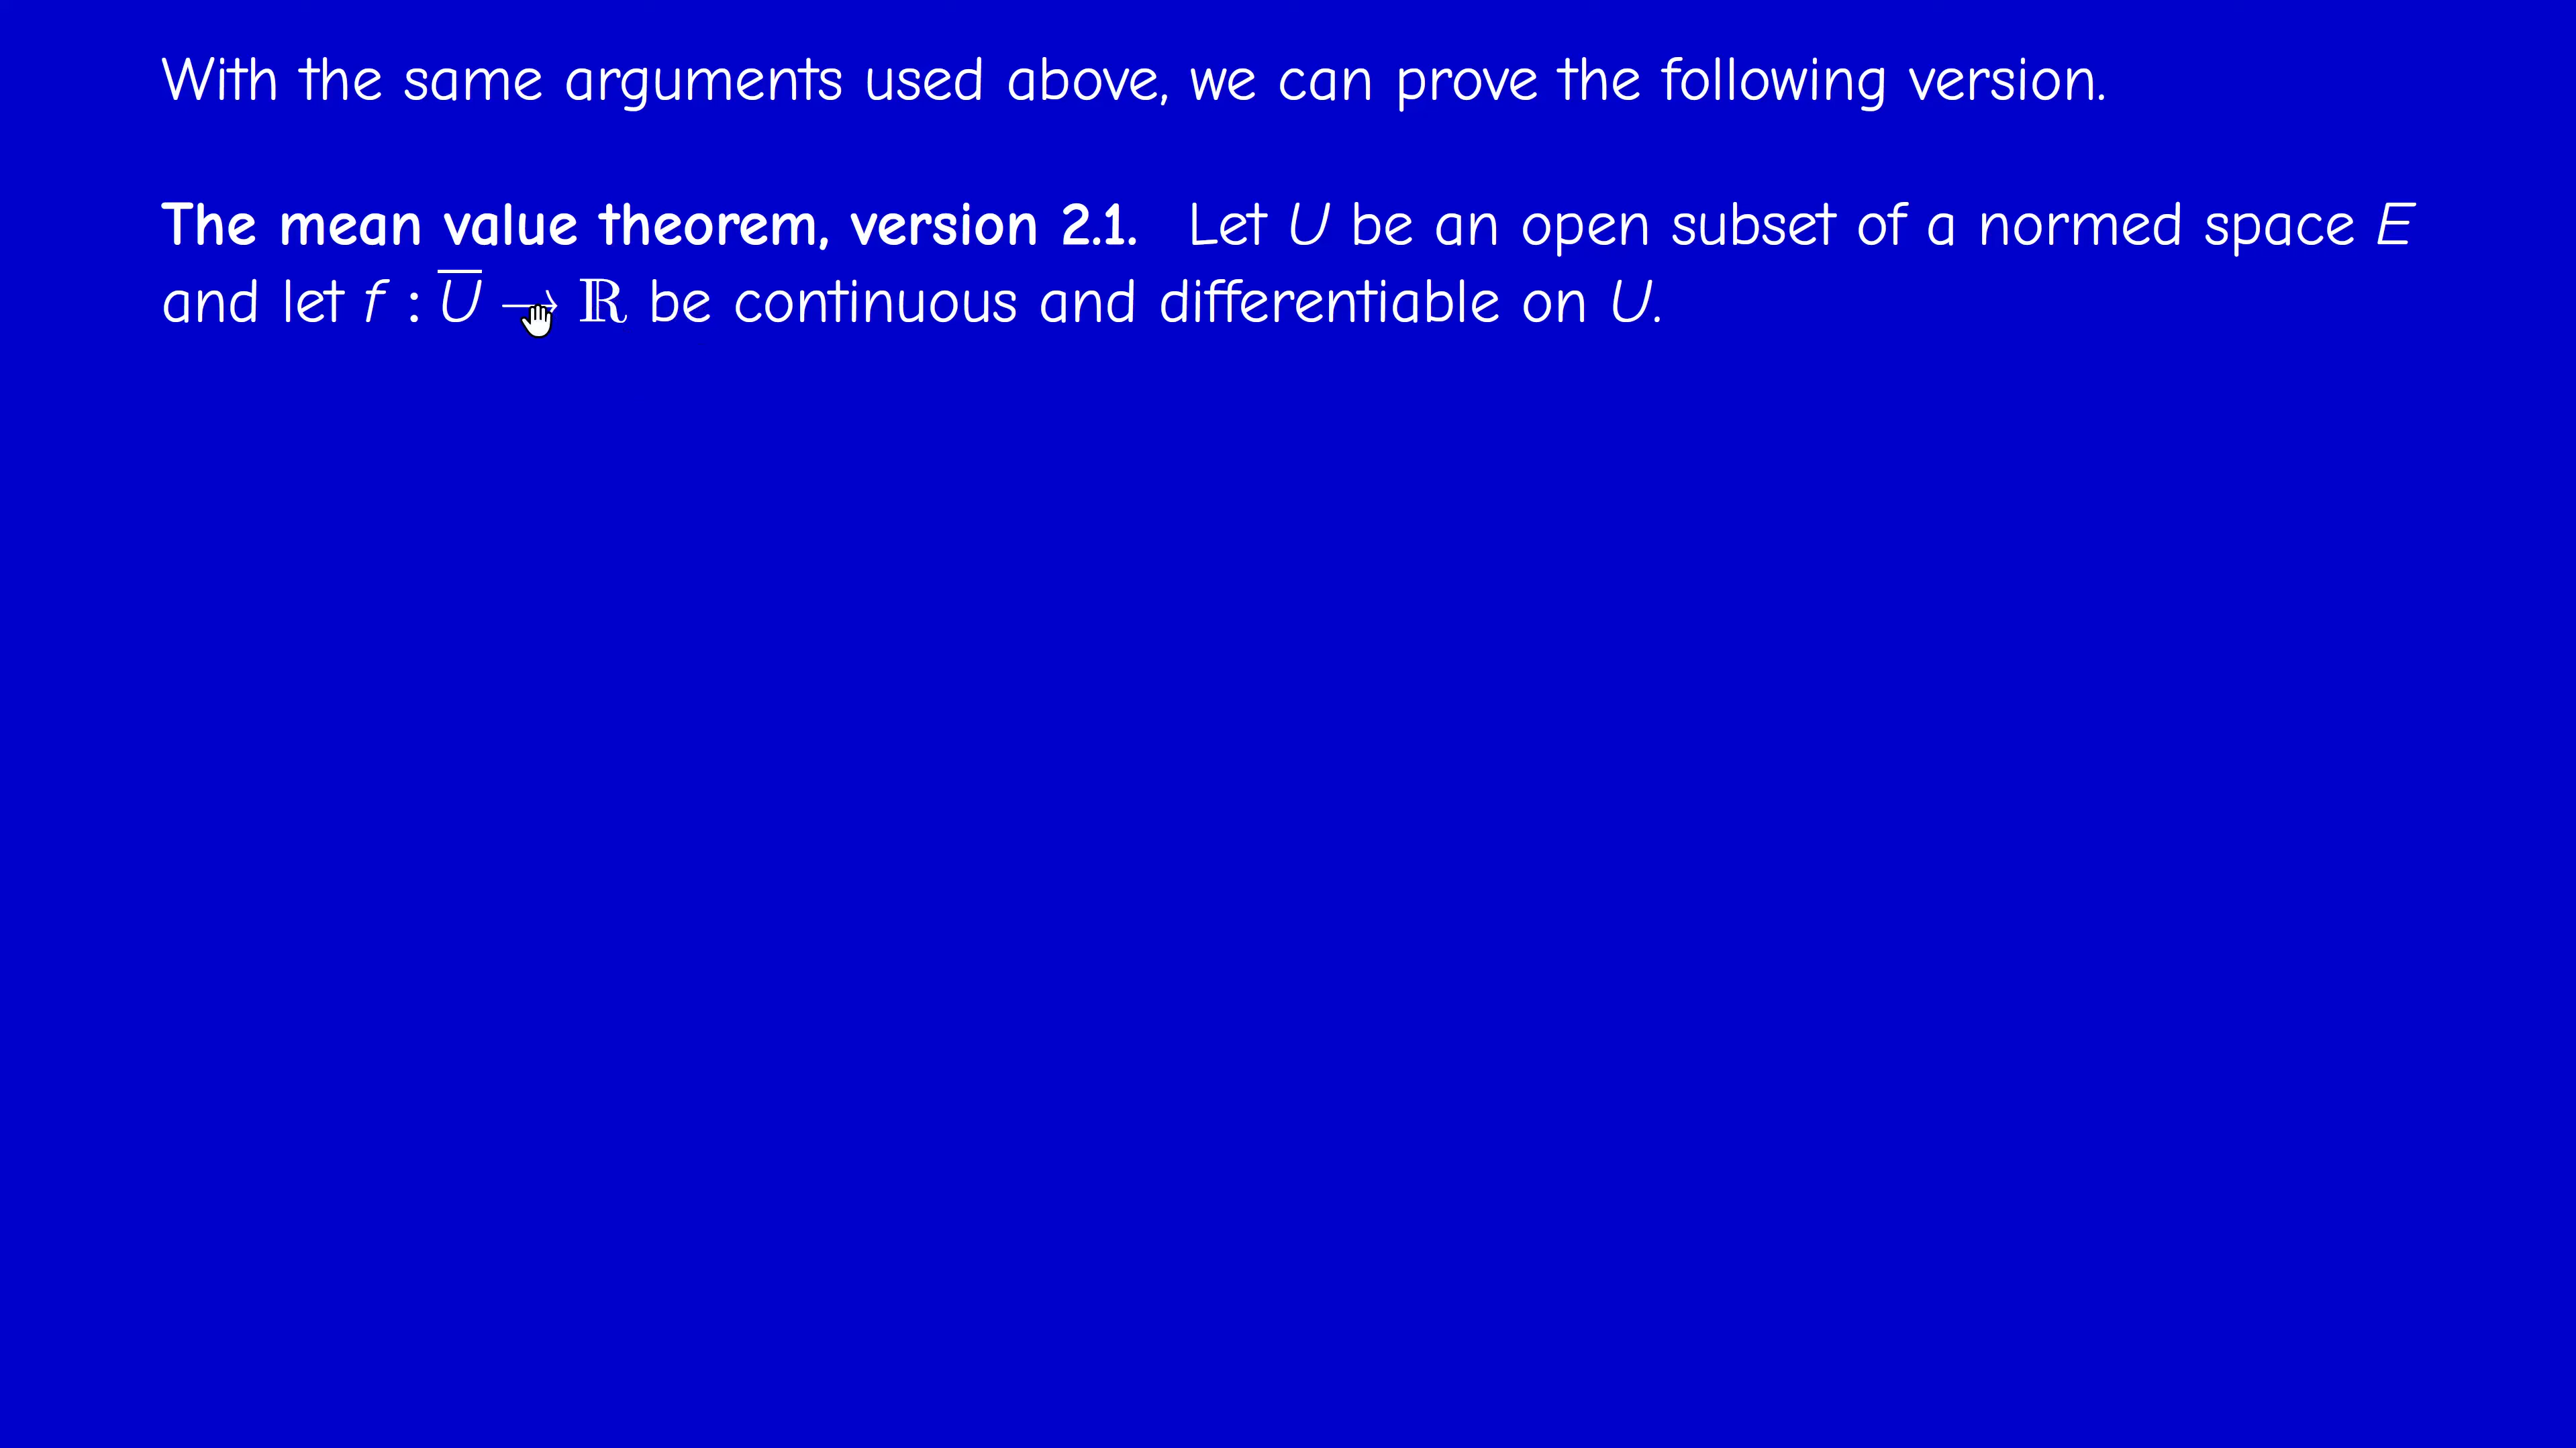 With the same arguments used above, we can prove the following version.
The mean value theorem, version 2.1. Let U be an open subset of a normed space E
and let f : U̅ → ℝ be continuous and differentiable on U.